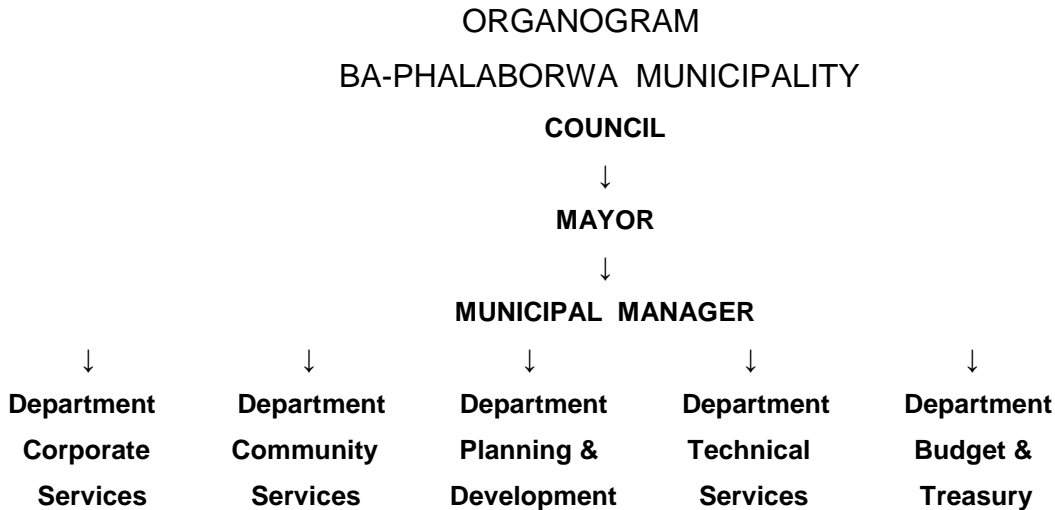 ORGANOGRAM
BA-PHALABORWA MUNICIPALITY
COUNCIL
↓
MAYOR
↓
MUNICIPAL MANAGER
↓ ↓ ↓ ↓ ↓
Department Department Department Department Department
Corporate Community Planning & Technical Budget &
Services Services Development Services Treasury